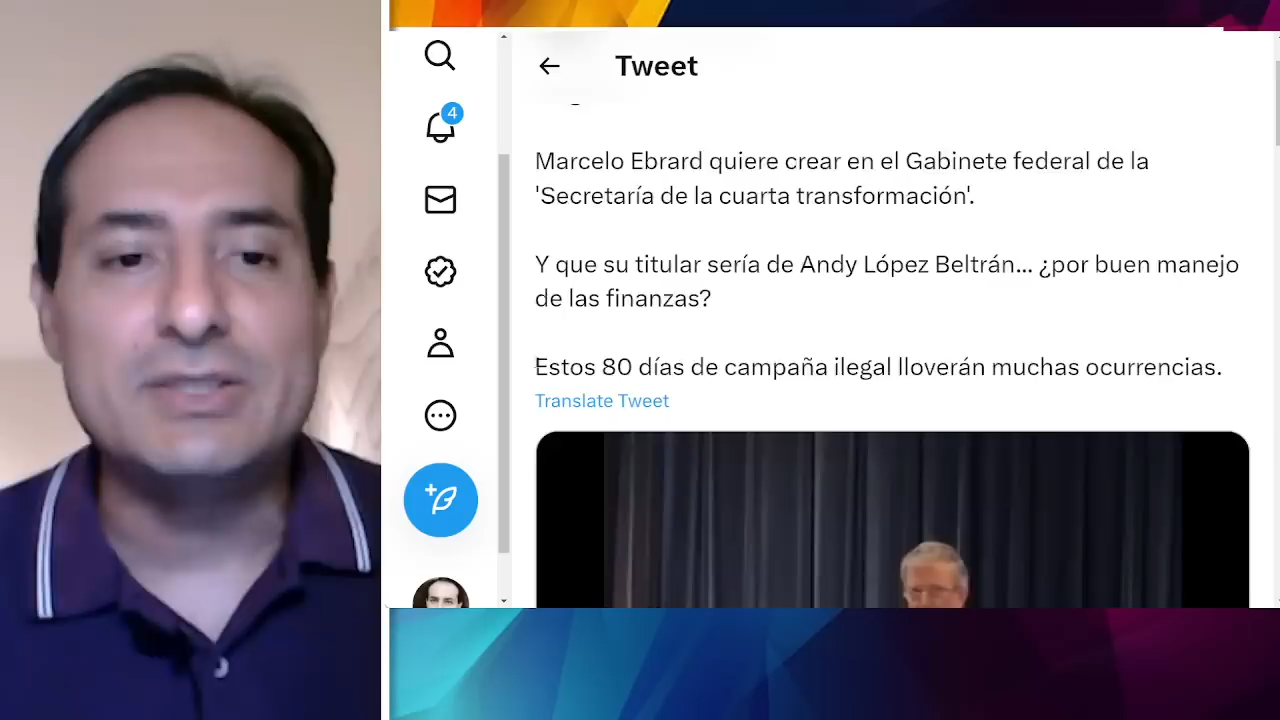 Tweet
4
Marcelo Ebrard quiere crear en el Gabinete federal de la
'Secretaría de la cuarta transformación'.
Y que su titular sería de Andy López Beltrán... ¿por buen manejo
de las finanzas?
Estos 80 días de campaña ilegal lloverán muchas ocurrencias.
Translate Tweet